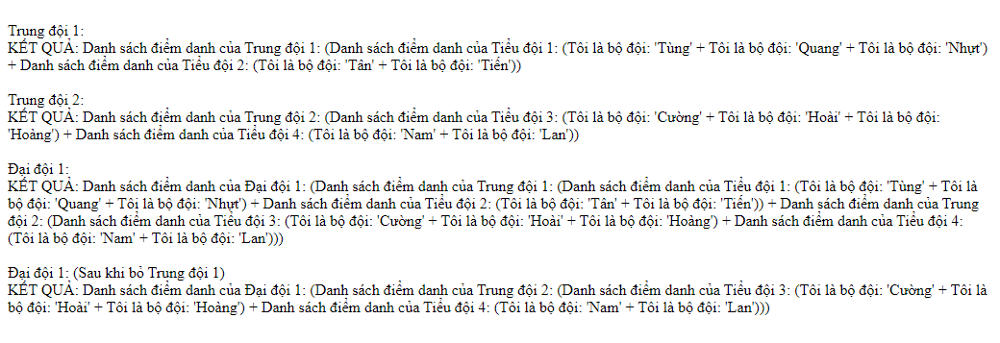 Trung đội 1:
KẾT QUẢ: Danh sách điểm danh của Trung đội 1: (Danh sách điểm danh của Tiểu đội 1: (Tôi là bộ đội: 'Tùng' + Tôi là bộ đội: 'Quang' + Tôi là bộ đội: 'Nhựt')
+ Danh sách điểm danh của Tiểu đội 2: (Tôi là bộ đội: 'Tân' + Tôi là bộ đội: 'Tiến'))
Trung đội 2:
KẾT QUẢ: Danh sách điểm danh của Trung đội 2: (Danh sách điểm danh của Tiểu đội 3: (Tôi là bộ đội: 'Cường' + Tôi là bộ đội: 'Hoài' + Tôi là bộ đội:
'Hoàng') + Danh sách điểm danh của Tiểu đội 4: (Tôi là bộ đội: 'Nam' + Tôi là bộ đội: 'Lan'))
Đại đội 1:
KẾT QUẢ: Danh sách điểm danh của Đại đội 1: (Danh sách điểm danh của Trung đội 1: (Danh sách điểm danh của Tiểu đội 1: (Tôi là bộ đội: 'Tùng' + Tôi là
bộ đội: 'Quang' + Tôi là bộ đội: 'Nhựt') + Danh sách điểm danh của Tiểu đội 2: (Tôi là bộ đội: 'Tân' + Tôi là bộ đội: 'Tiến')) + Danh sách điểm danh của Trung
đội 2: (Danh sách điểm danh của Tiểu đội 3: (Tôi là bộ đội: 'Cường' + Tôi là bộ đội: 'Hoài' + Tôi là bộ đội: 'Hoàng') + Danh sách điểm danh của Tiểu đội 4:
(Tôi là bộ đội: 'Nam' + Tôi là bộ đội: 'Lan')))
Đại đội 1: (Sau khi bỏ Trung đội 1)
KẾT QUẢ: Danh sách điểm danh của Đại đội 1: (Danh sách điểm danh của Trung đội 2: (Danh sách điểm danh của Tiểu đội 3: (Tôi là bộ đội: 'Cường' + Tôi là
bộ đội: 'Hoài' + Tôi là bộ đội: 'Hoàng') + Danh sách điểm danh của Tiểu đội 4: (Tôi là bộ đội: 'Nam' + Tôi là bộ đội: 'Lan')))